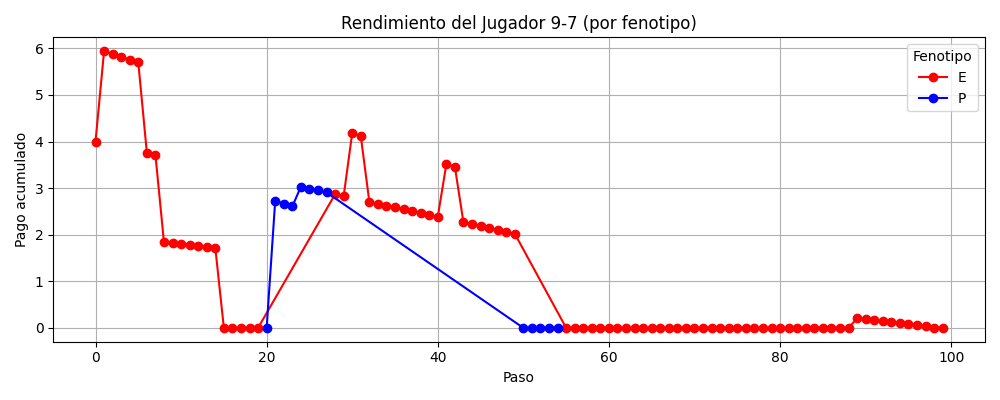 Rendimiento del Jugador 9-7 (por fenotipo)
Pago acumulado
6
5
4
3
2
1
0
Fenotipo
E
P
0 20 40 60 80 100
Paso